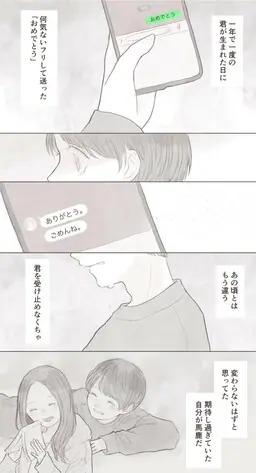 一年で一度の
君が生まれた日に
おめでとう
何気ないフリして送った
『おめでとう』
ありがとう。
ごめんね。
あの頃とは
もう違う
君を受け止めなくちゃ
変わらないはずと
思ってた
期待し過ぎていた
自分が馬鹿だ